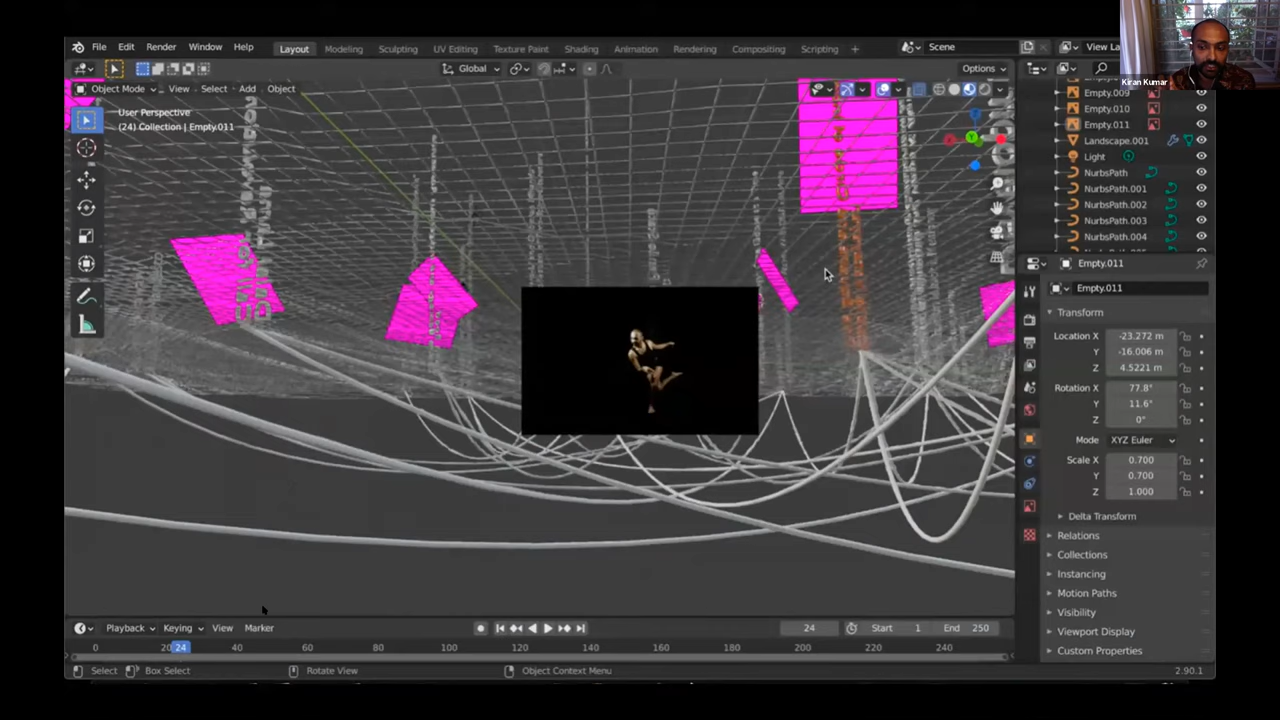 File Edit Render Window Help Layout Modeling Sculpting UV Editing Texture Paint Shading Animation Rendering Compositing Scripting + Scene View La
Global Options
Object Mode View Select Add Object
User Perspective
(24) Collection | Empty.011
Kiran Kumar
Empty.009
Empty.010
Empty.011
Landscape.001
Light
NurbsPath
NurbsPath.001
NurbsPath.002
NurbsPath.003
NurbsPath.004
Empty.011
Empty.011
Transform
Location X -23.272 m
Y -16.006 m
Z 4.5221 m
Rotation X 77.8°
Y 11.6°
Z 0°
Mode XYZ Euler
Scale X 0.700
Y 0.700
Z 1.000
Delta Transform
Relations
Collections
Instancing
Motion Paths
Visibility
Viewport Display
Custom Properties
Playback Keying View Marker 24 Start 1 End 250
0 20 24 40 60 80 100 120 140 160 180 200 220 240
Select Box Select Rotate View Object Context Menu 2.90.1